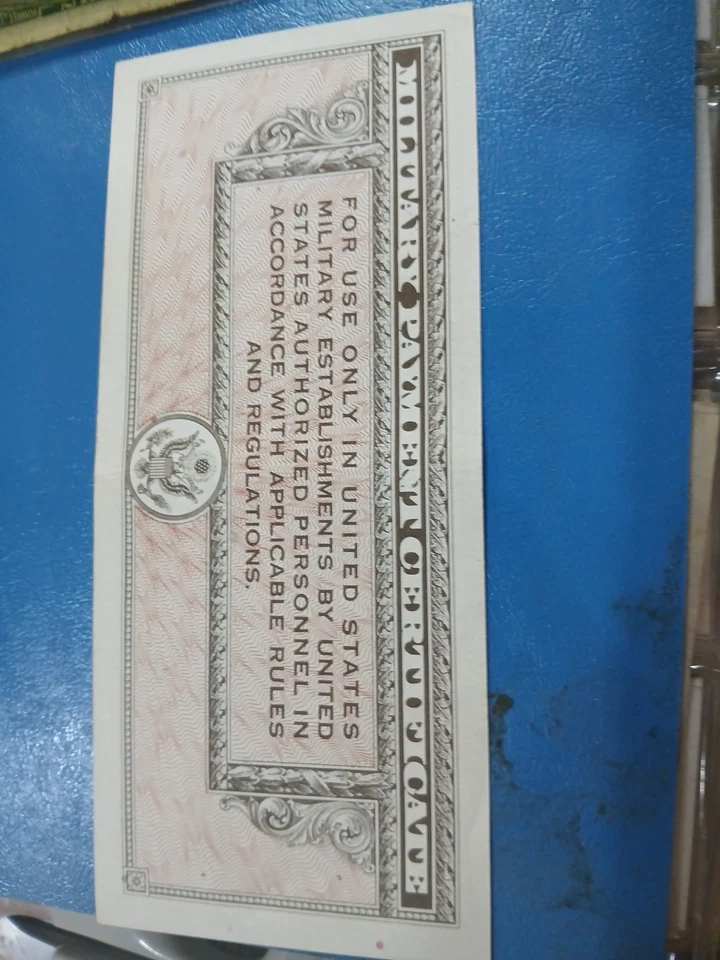 MILITARY PAYMENT CERTIFICATE
FOR USE ONLY IN UNITED STATES
MILITARY ESTABLISHMENTS BY UNITED
STATES AUTHORIZED PERSONNEL IN
ACCORDANCE WITH APPLICABLE RULES
AND REGULATIONS.